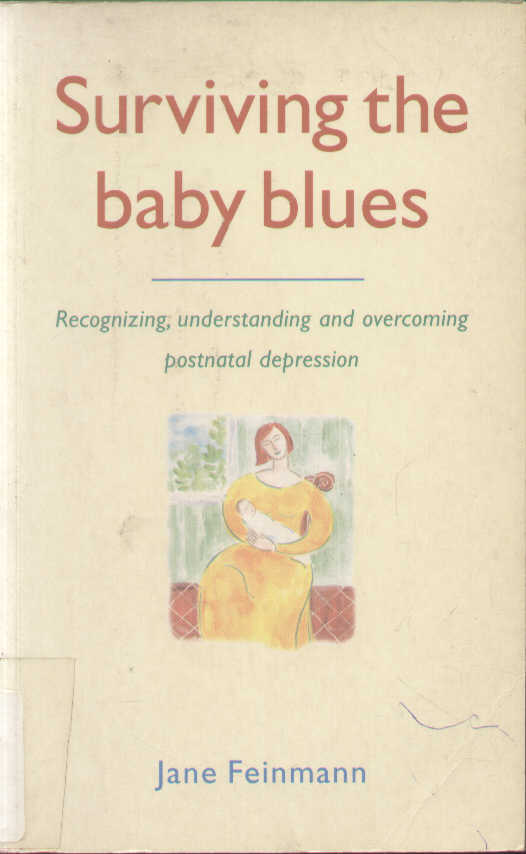 Surviving the
baby blues
Recognizing, understanding and overcoming
postnatal depression
Jane Feinmann